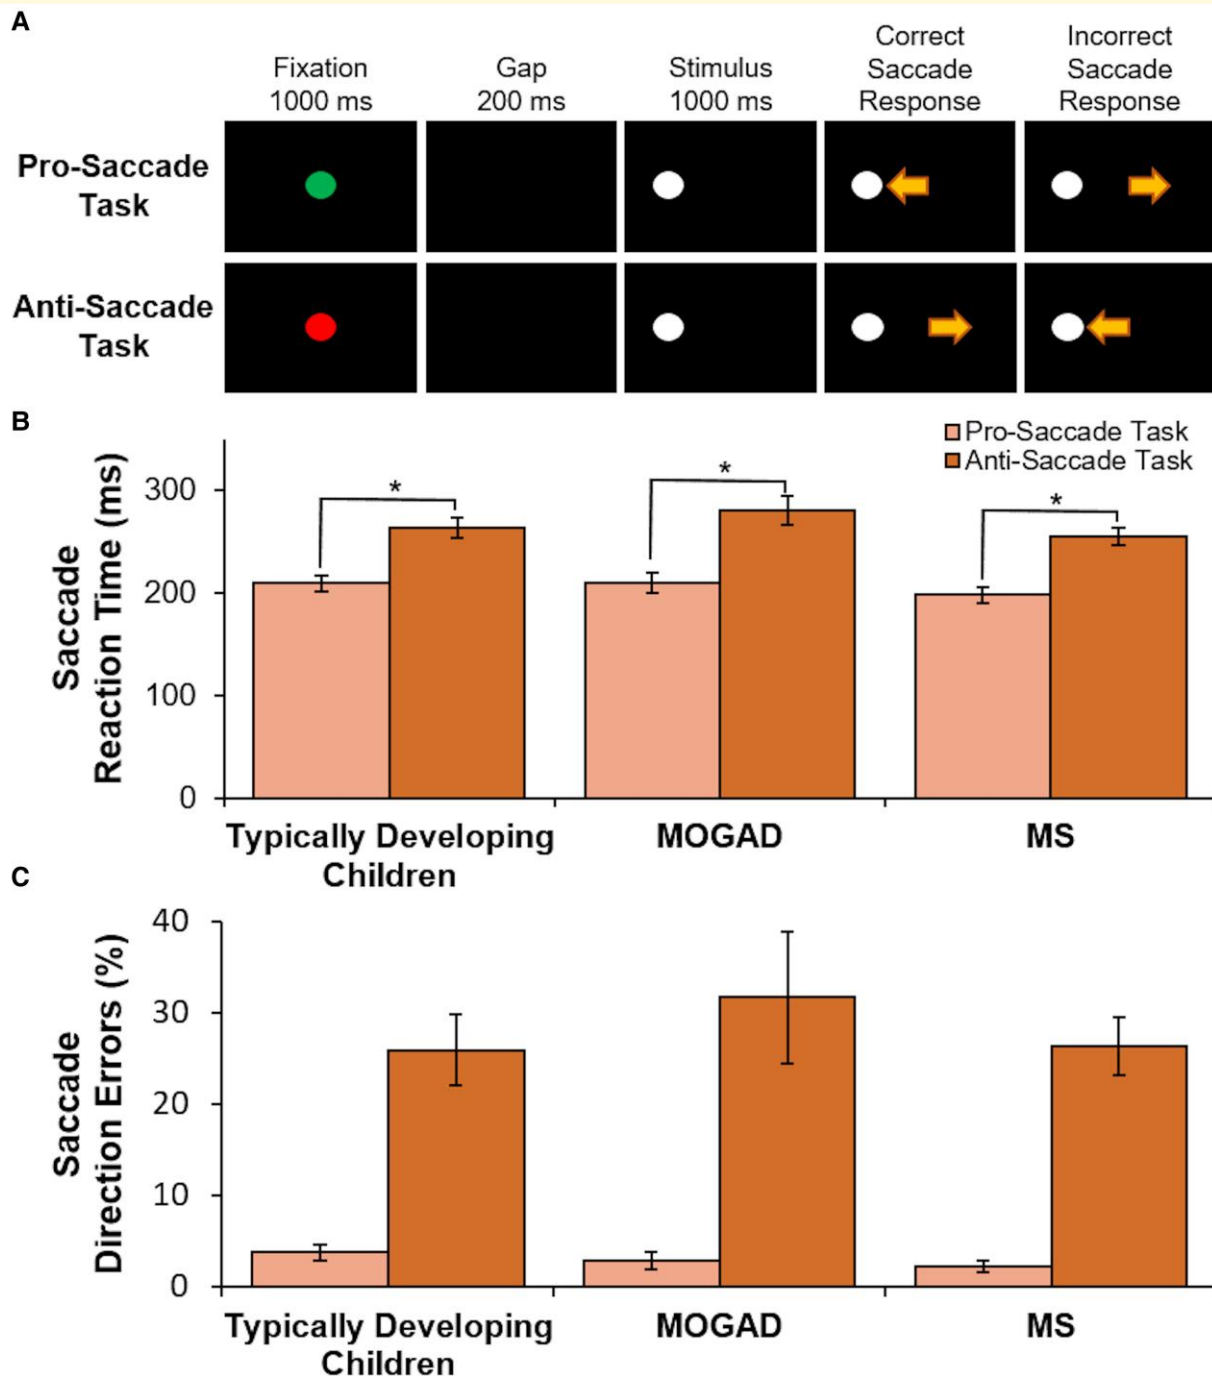 A
Fixation
1000 ms
Gap
200 ms
Stimulus
1000 ms
Correct
Saccade
Response
Incorrect
Saccade
Response
Pro-Saccade
Task
Anti-Saccade
Task
B
Pro-Saccade Task
Anti-Saccade Task
Saccade
Reaction Time (ms)
300
200
100
0
*
*
*
Typically Developing
Children
MOGAD
MS
C
Saccade
Direction Errors (%)
40
30
20
10
0
Typically Developing
Children
MOGAD
MS